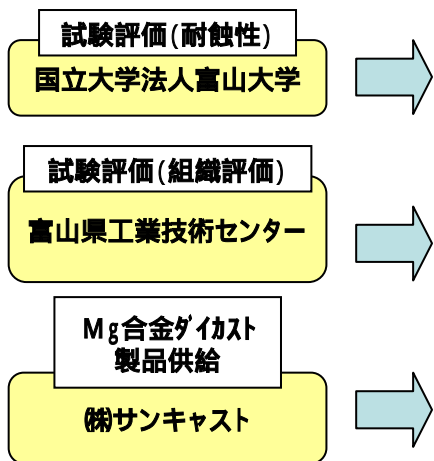 試験評価(耐蝕性)
国立大学法人富山大学
試験評価(組織評価)
富山県工業技術センター
Mg合金ﾀﾞｲｶｽﾄ
製品供給
㈱サンキャスト